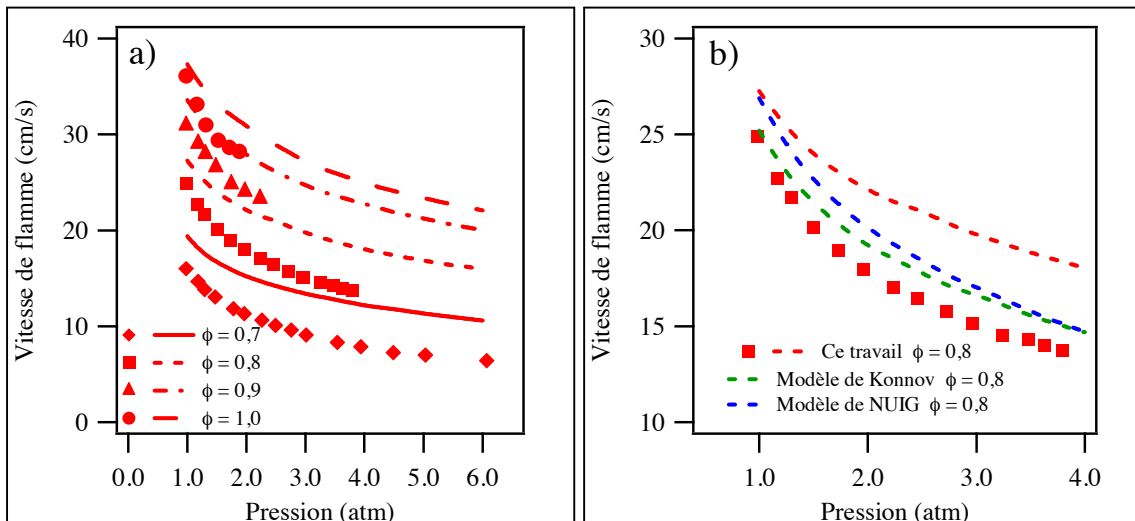 a)
Vitesse de flamme (cm/s)
40
30
20
10
0
ϕ = 0,7
ϕ = 0,8
ϕ = 0,9
ϕ = 1,0
0.0 1.0 2.0 3.0 4.0 5.0 6.0
Pression (atm)
b)
Vitesse de flamme (cm/s)
30
25
20
15
10
Ce travail ϕ = 0,8
Modèle de Konnov ϕ = 0,8
Modèle de NUIG ϕ = 0,8
1.0 2.0 3.0 4.0
Pression (atm)